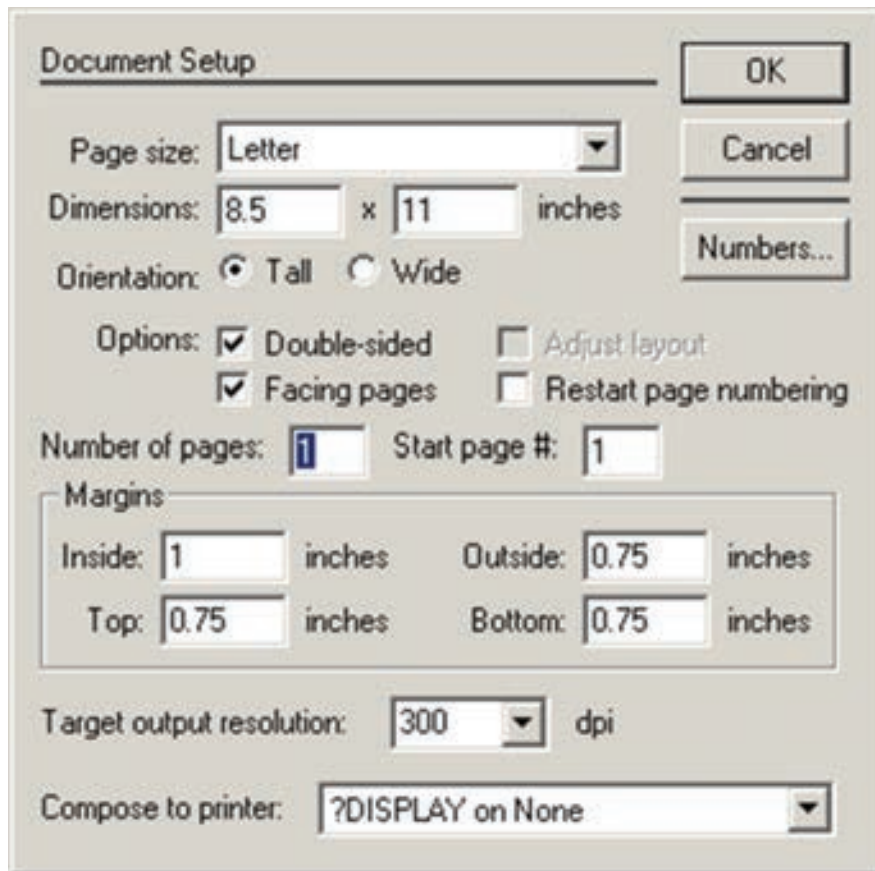 Document Setup
OK
Page size: Letter
Cancel
Dimensions: 8.5 x 11 inches
Numbers...
Orientation: Tall Wide
Options: Double-sided Adjust layout
Facing pages Restart page numbering
Number of pages: 1 Start page #: 1
Margins
Inside: 1 inches Outside: 0.75 inches
Top: 0.75 inches Bottom: 0.75 inches
Target output resolution: 300 dpi
Compose to printer: ?DISPLAY on None